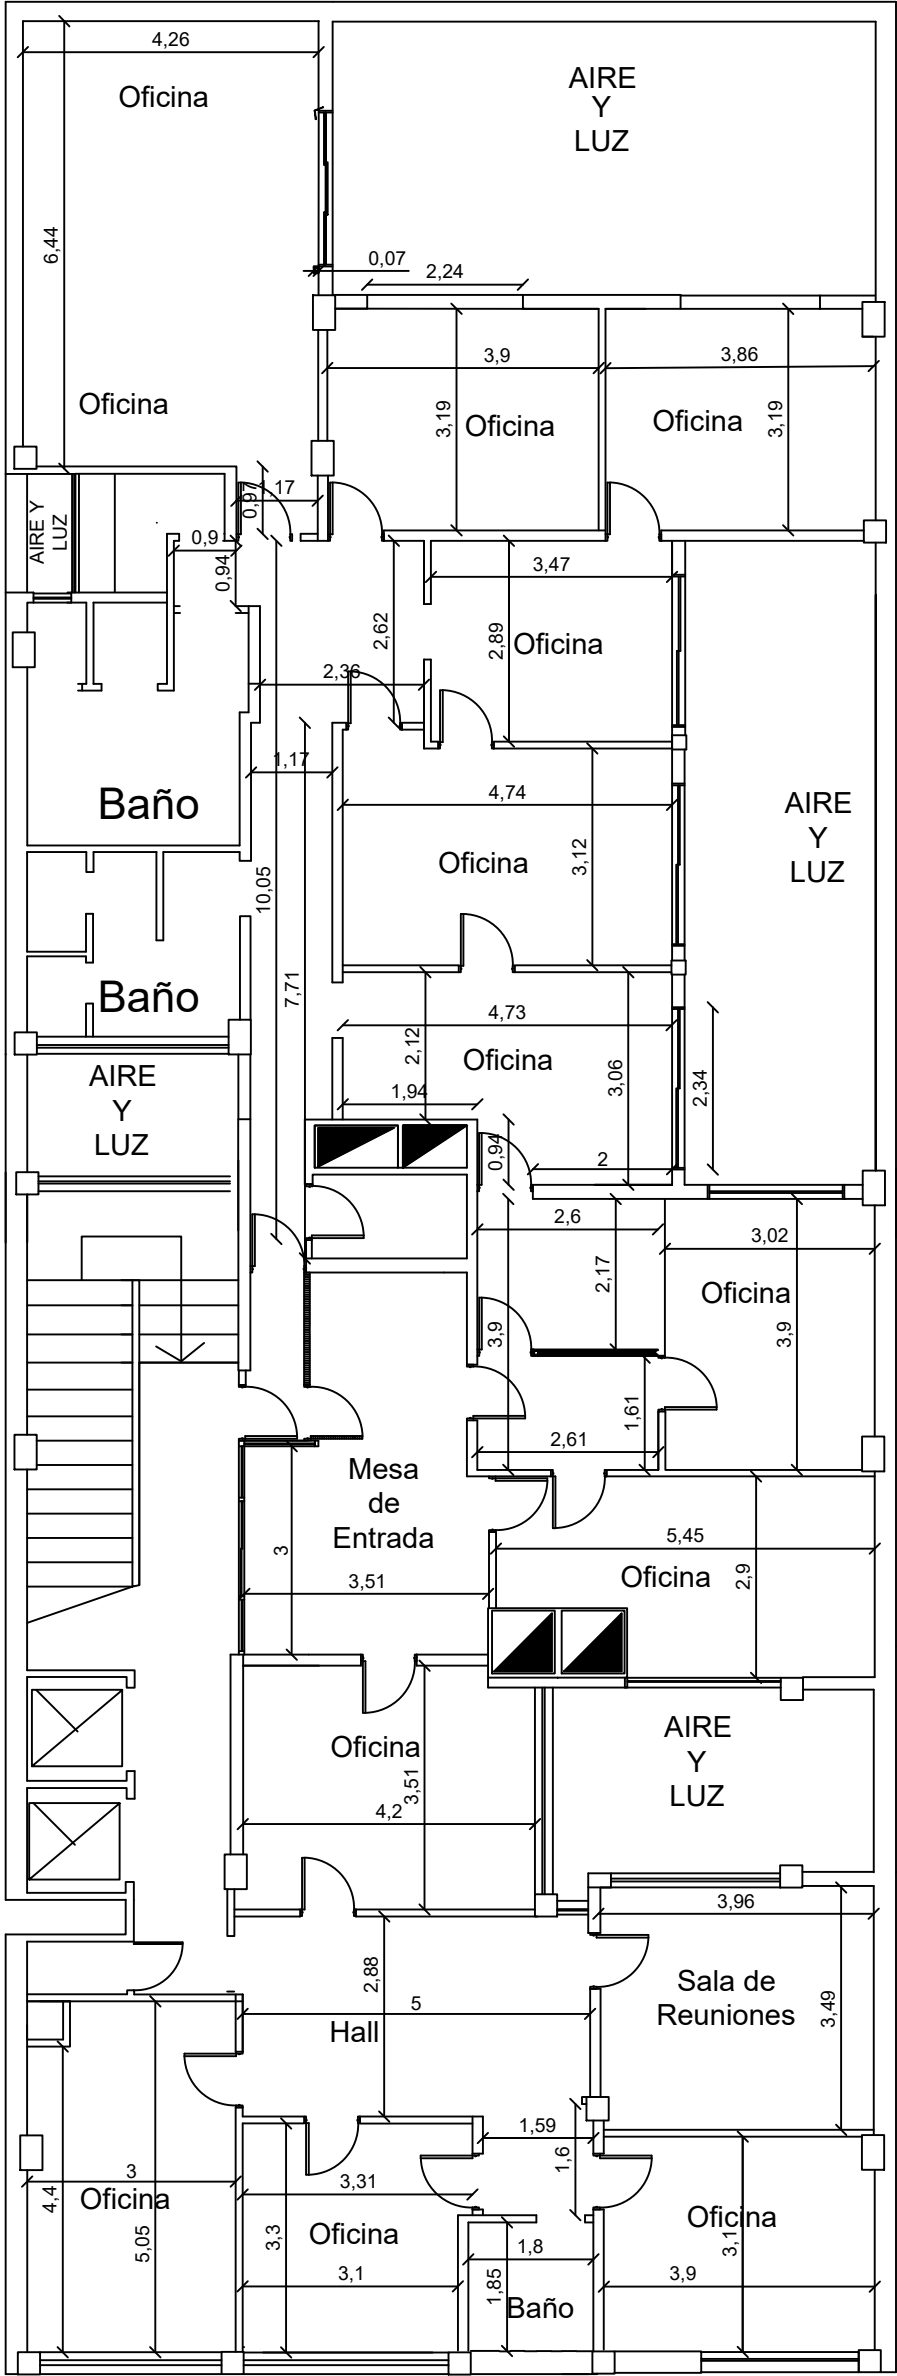 4,26
Oficina
AIRE
Y
LUZ
6,44
0,07
2,24
3,9
3,86
Oficina
3,19
Oficina
Oficina
3,19
AIRE Y
LUZ
0,97
1,17
0,9
0,94
3,47
2,62
2,89
Oficina
2,36
1,17
Baño
4,74
AIRE
Y
LUZ
Oficina
3,12
10,05
Baño
7,71
4,73
2,12
Oficina
3,06
1,94
2,34
AIRE
Y
LUZ
0,94
2
2,6
3,02
2,17
Oficina
3,9
3,9
1,61
2,61
Mesa
de
Entrada
3
3,51
5,45
Oficina
2,9
Oficina
3,51
4,2
AIRE
Y
LUZ
3,96
2,88
Sala de
Reuniones
3,49
5
Hall
1,59
1,6
3
Oficina
4,4
5,05
3,31
3,3
Oficina
3,1
1,8
1,85
Baño
Oficina
3,1
3,9